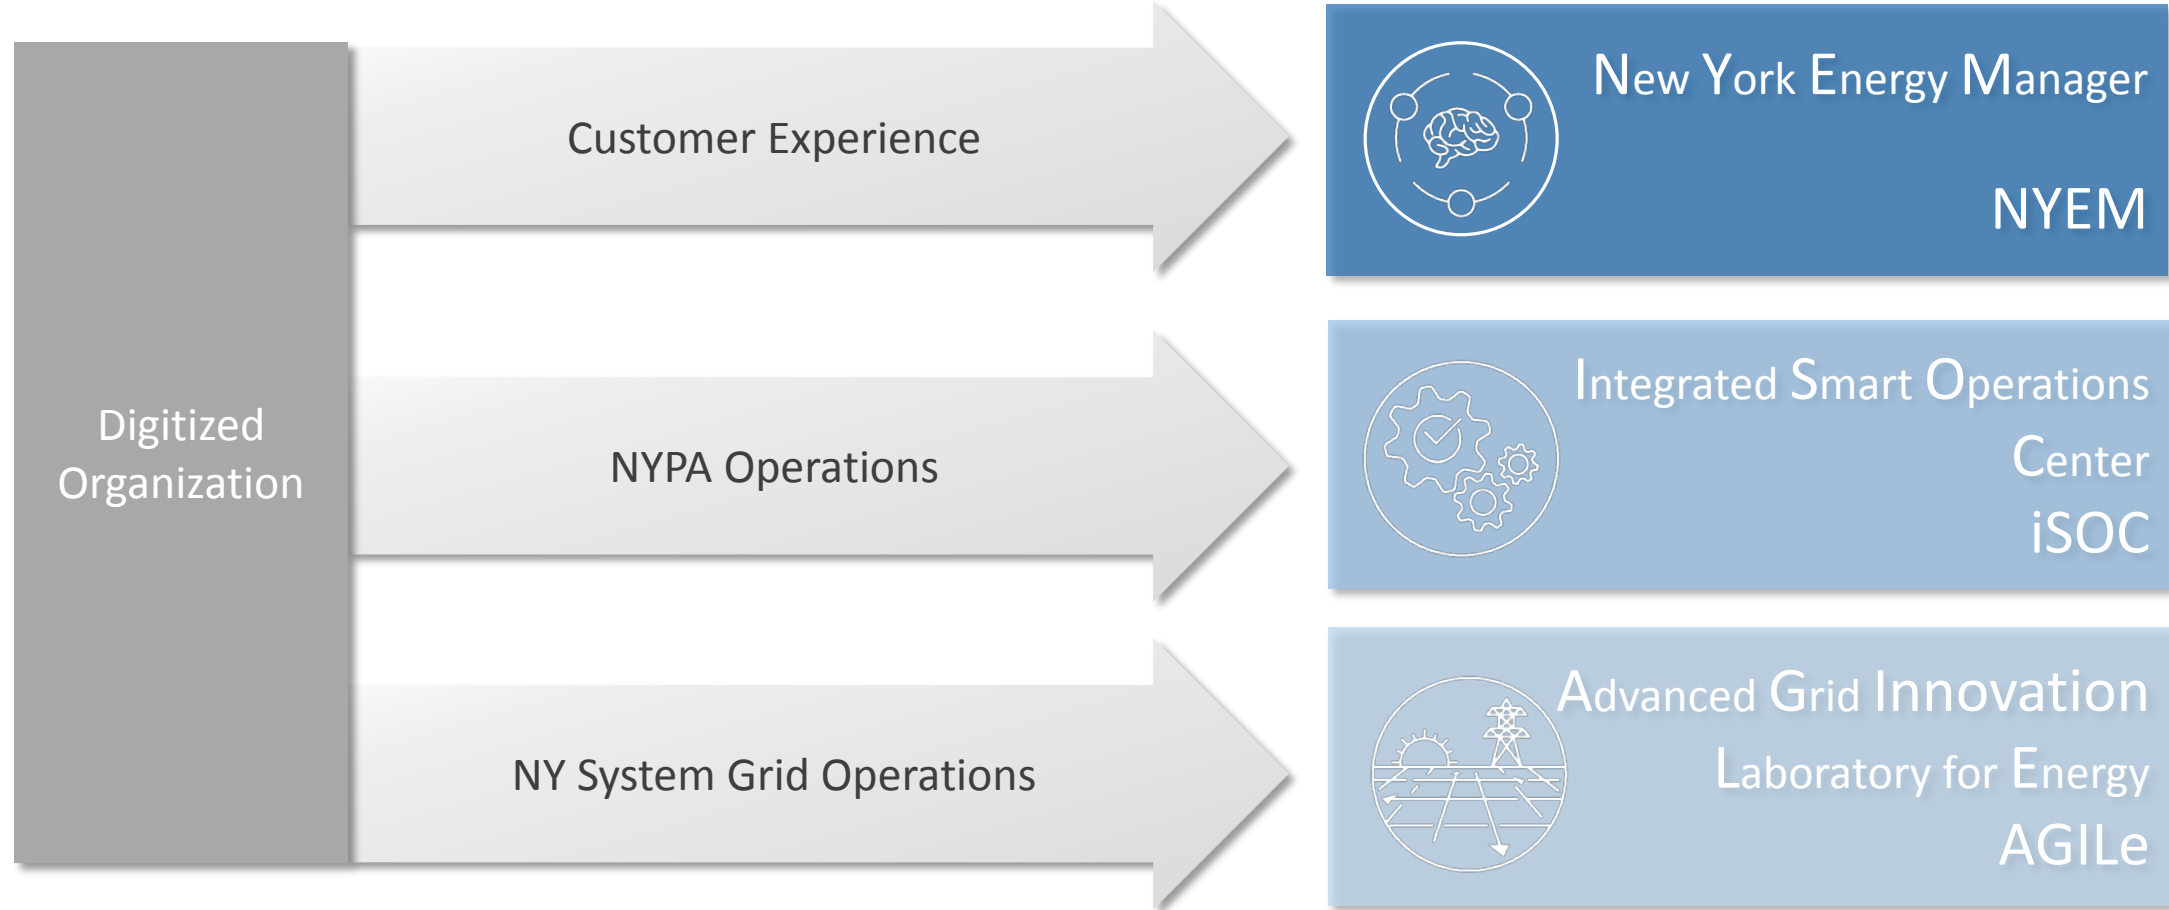 Digitized
Organization
Customer Experience
New York Energy Manager
NYEM
NYPA Operations
Integrated Smart Operations
Center
iSOC
NY System Grid Operations
Advanced Grid Innovation
Laboratory for Energy
AGILe